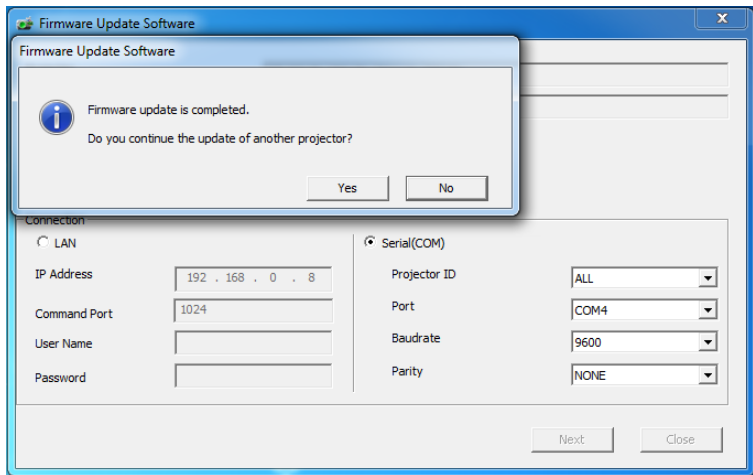 Firmware Update Software
x
Firmware Update Software
Firmware update is completed.
Do you continue the update of another projector?
Yes
No
Connection
LAN
IP Address
192 . 168 . 0 . 8
Command Port
1024
User Name
Password
Serial(COM)
Projector ID
ALL
Port
COM4
Baudrate
9600
Parity
NONE
Next
Close